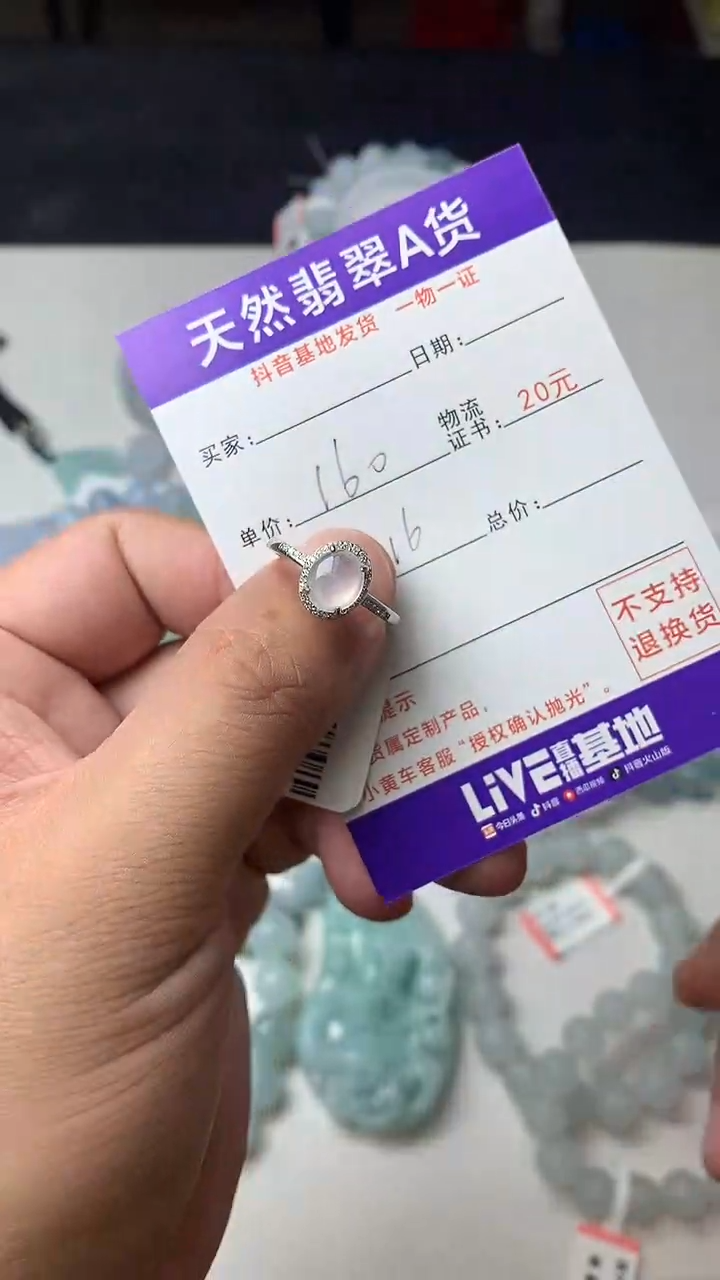 天然翡翠A货
抖音基地发货 一物一证
买家: 日期:
单价: 160 物流证书: 20元
16 总价:
不支持
退换货
提示
货属定制产品,
小黄车客服“授权确认抛光”。
LiVE直播基地
今日头条 抖音 西瓜视频 抖音火山版